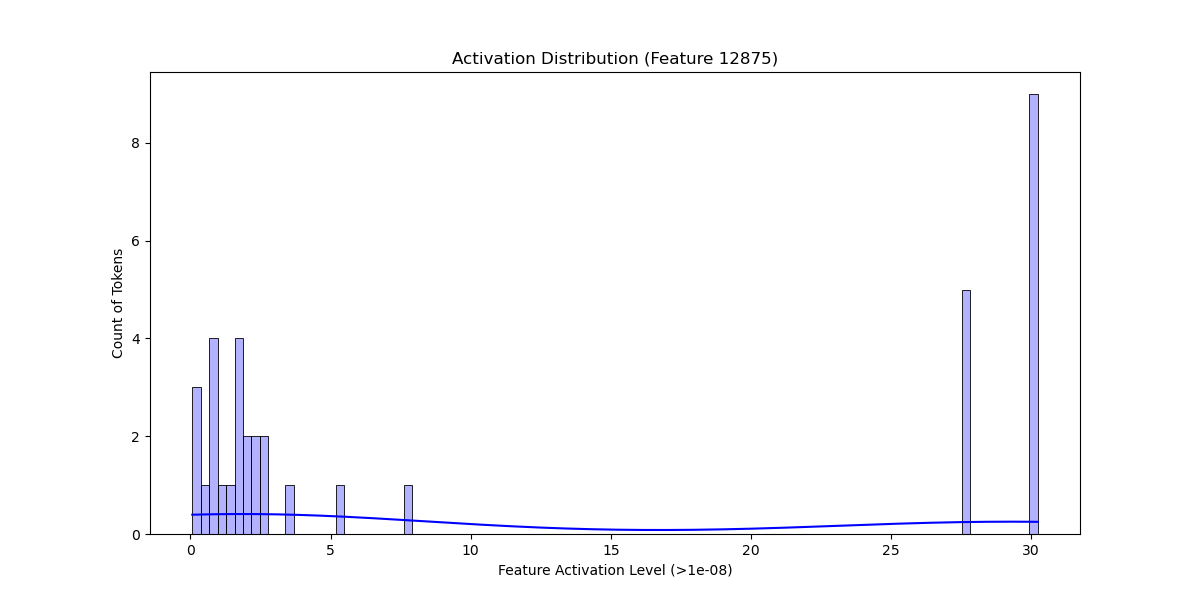 Activation Distribution (Feature 12875)
Count of Tokens
8
6
4
2
0
0 5 10 15 20 25 30
Feature Activation Level (>1e-08)